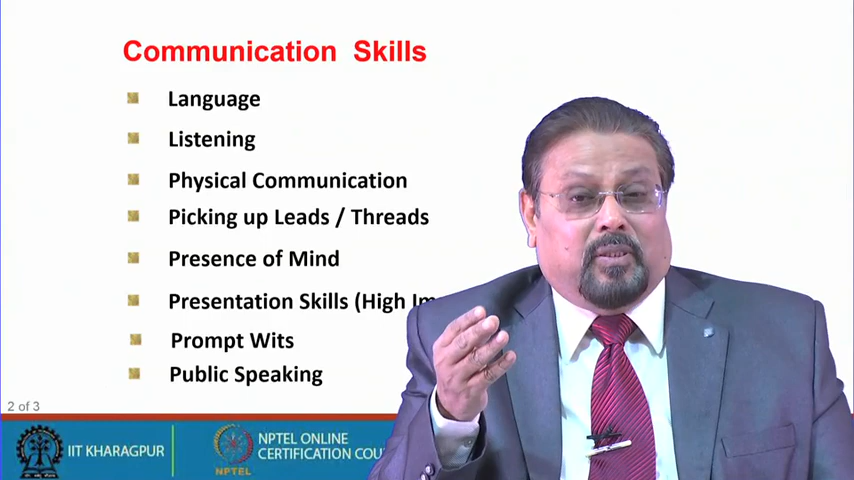 Communication Skills
Language
Listening
Physical Communication
Picking up Leads / Threads
Presence of Mind
Presentation Skills (High
Prompt Wits
Public Speaking
2 of 3
IIT KHARAGPUR
NPTEL
NPTEL ONLINE
CERTIFICATION